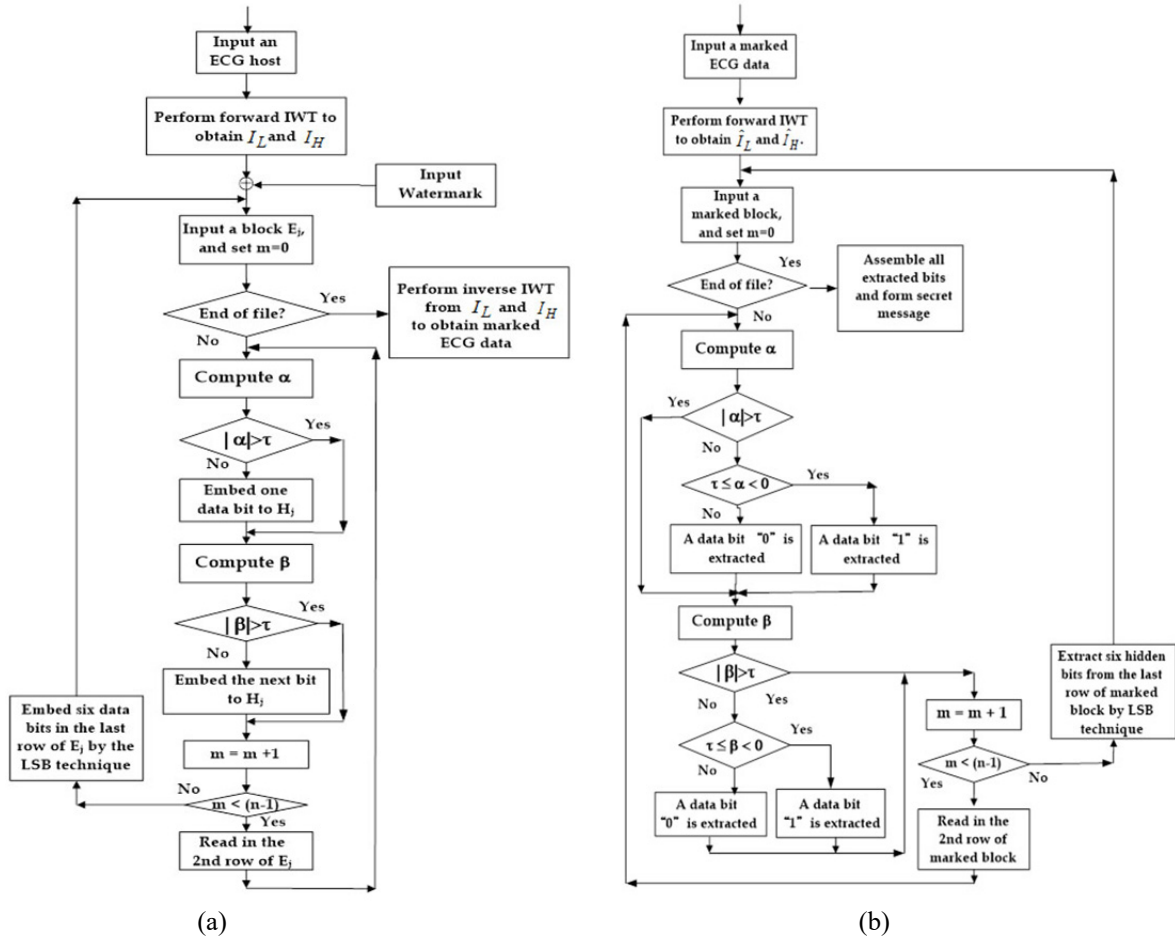 Input an
ECG host
Perform forward IWT to
obtain I_L and I_H
Input
Watermark
Input a block E_j,
and set m=0
End of file?
Yes
No
Perform inverse IWT
from I_L and I_H
to obtain marked
ECG data
Compute α
| α|>τ
Yes
No
Embed one
data bit to H_j
Compute β
| β|>τ
Yes
No
Embed the next
bit to H_j
m = m +1
m < (n-1)
No
Yes
Embed six data
bits in the last
row of E_j by the
LSB technique
Read in the
2nd row of E_j
(a)
Input a marked
ECG data
Perform forward IWT
to obtain Î_L and Î_H.
Input a
marked block,
and set m=0
End of file?
Yes
No
Assemble all
extracted bits
and form secret
message
Compute α
| α|>τ
Yes
No
τ ≤ α < 0
Yes
No
A data bit “0” is
extracted
A data bit “1” is
extracted
Compute β
| β|>τ
Yes
No
τ ≤ β < 0
Yes
No
A data bit
“0” is extracted
A data bit
“1” is extracted
m = m + 1
m < (n-1)
Yes
No
Extract six hidden
bits from the last
row of marked
block by LSB
technique
Read in the
2nd row of
marked block
(b)